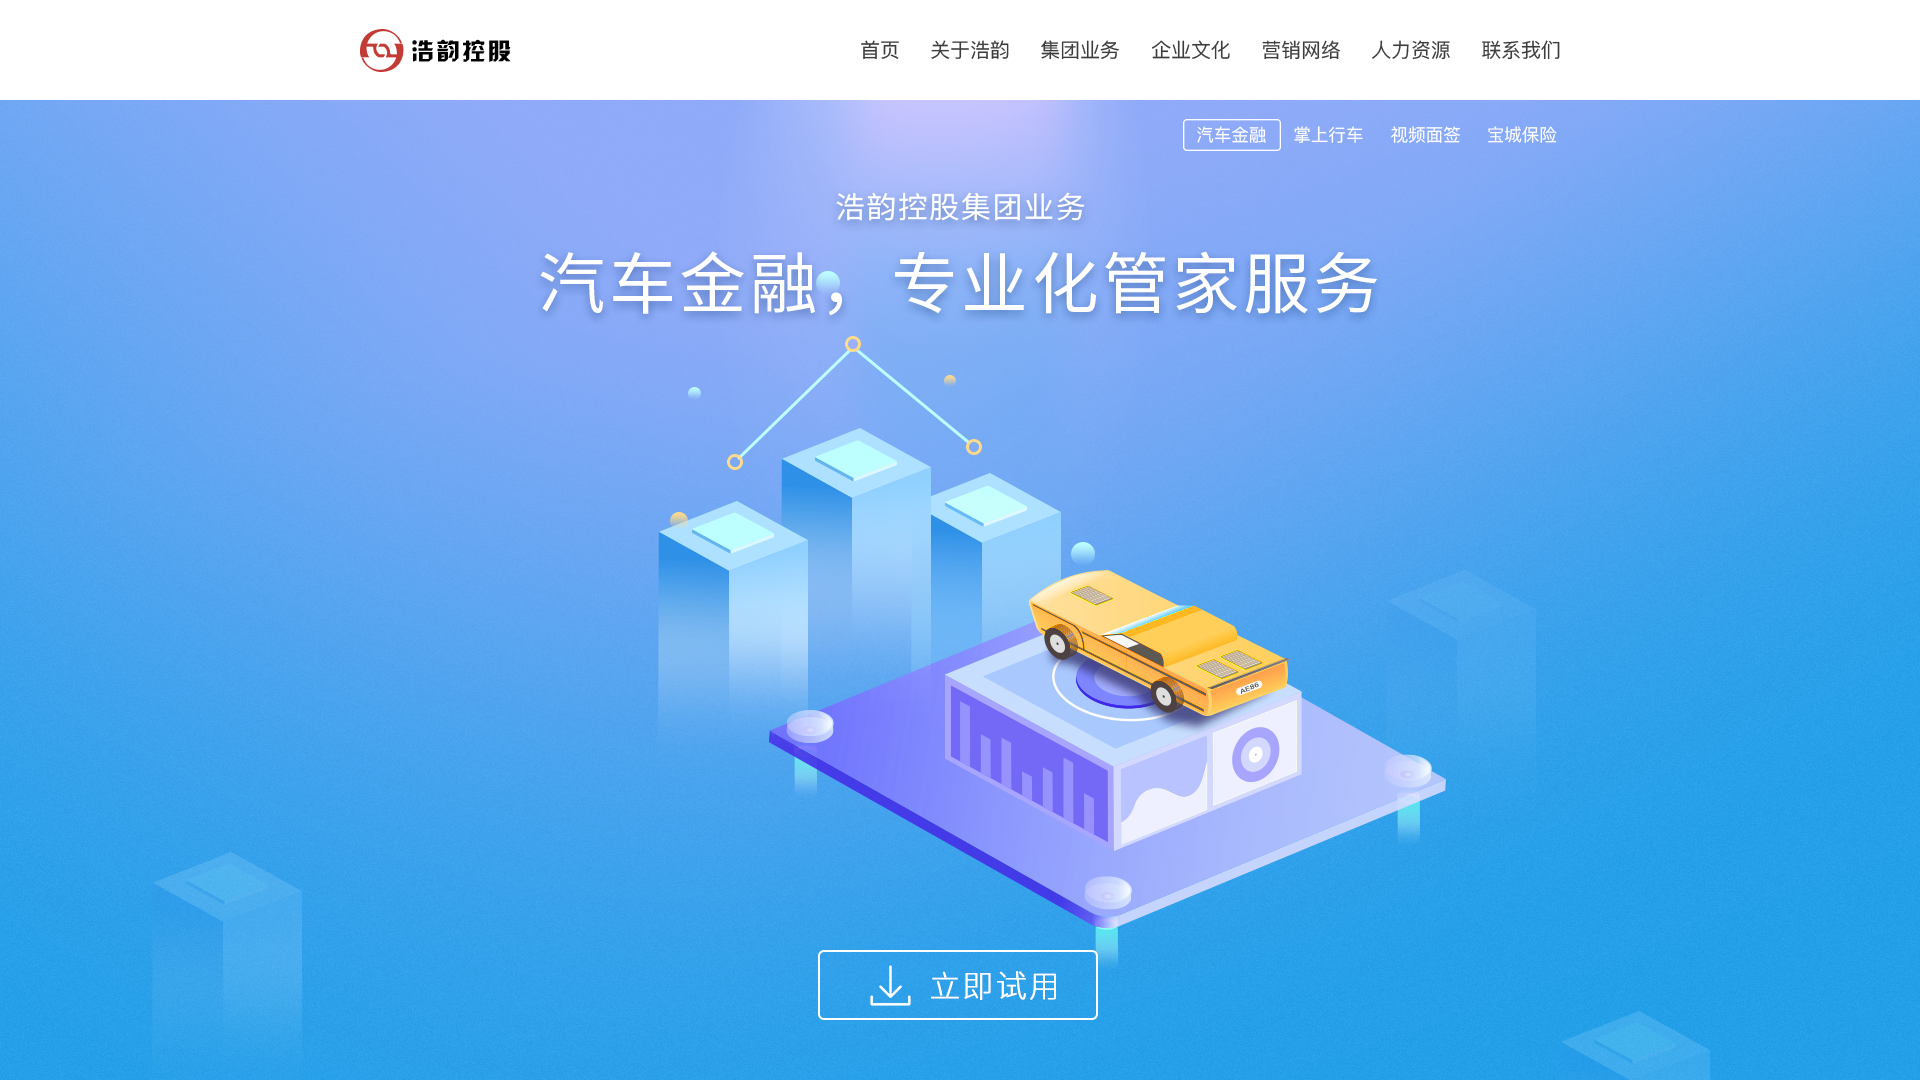 浩韵控股
首页 关于浩韵 集团业务 企业文化 营销网络 人力资源 联系我们
汽车金融 掌上行车 视频面签 宝城保险
浩韵控股集团业务
汽车金融，专业化管家服务
AE86
立即试用